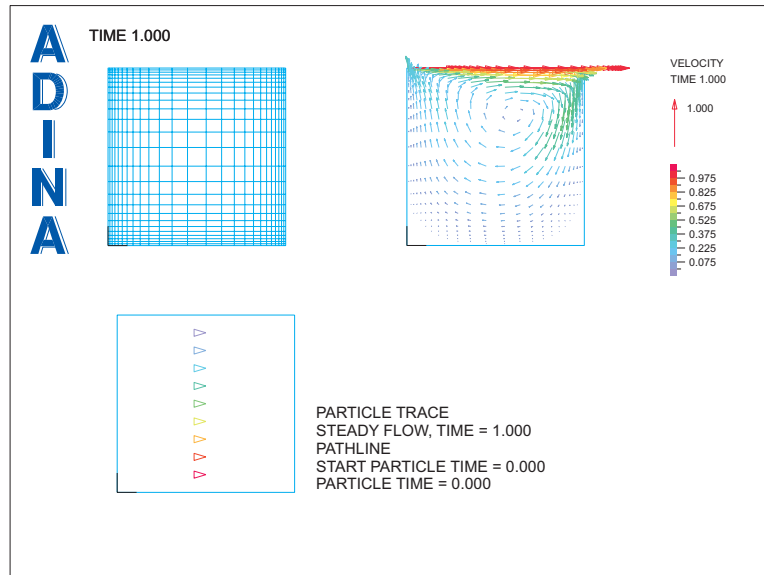 ADINA
TIME 1.000
VELOCITY
TIME 1.000
1.000
0.975
0.825
0.675
0.525
0.375
0.225
0.075
PARTICLE TRACE
STEADY FLOW, TIME = 1.000
PATHLINE
START PARTICLE TIME = 0.000
PARTICLE TIME = 0.000